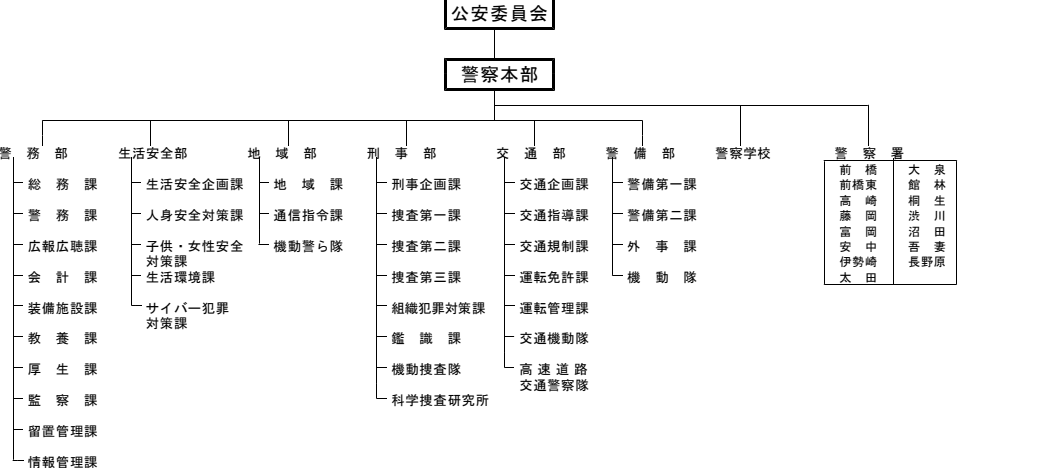 公安委員会
警察本部
警務部
総務課
警務課
広報広聴課
会計課
装備施設課
教養課
厚生課
監察課
留置管理課
情報管理課
生活安全部
生活安全企画課
人身安全対策課
子供・女性安全
対策課
生活環境課
サイバー犯罪
対策課
地域部
地域課
通信指令課
機動警ら隊
刑事部
刑事企画課
捜査第一課
捜査第二課
捜査第三課
組織犯罪対策課
鑑識課
機動捜査隊
科学捜査研究所
交通部
交通企画課
交通指導課
交通規制課
運転免許課
運転管理課
交通機動隊
高速道路
交通警察隊
警備部
警備第一課
警備第二課
外事課
機動隊
警察学校
警察署
前橋
前橋東
高崎
藤岡
富岡
安中
伊勢崎
太田
大泉
館林
桐生
渋川
沼田
吾妻
長野原